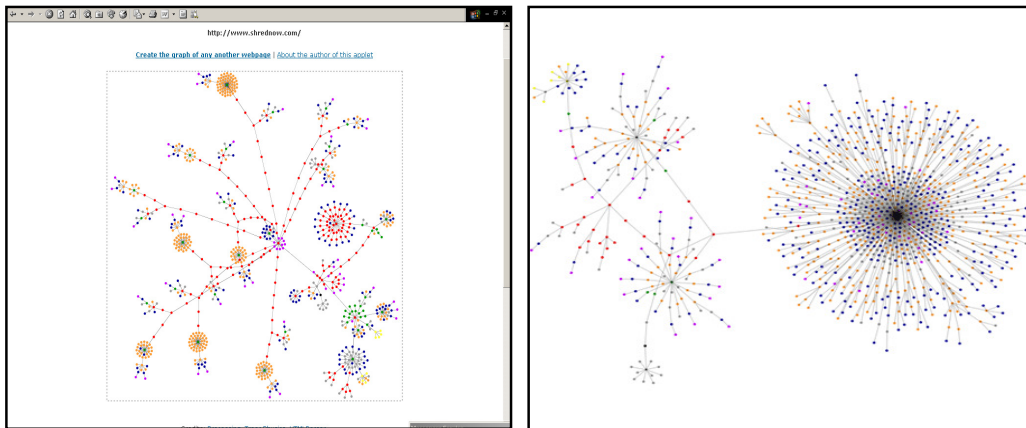 http://www.shrednow.com/
Create the graph of any another webpage | About the author of this applet